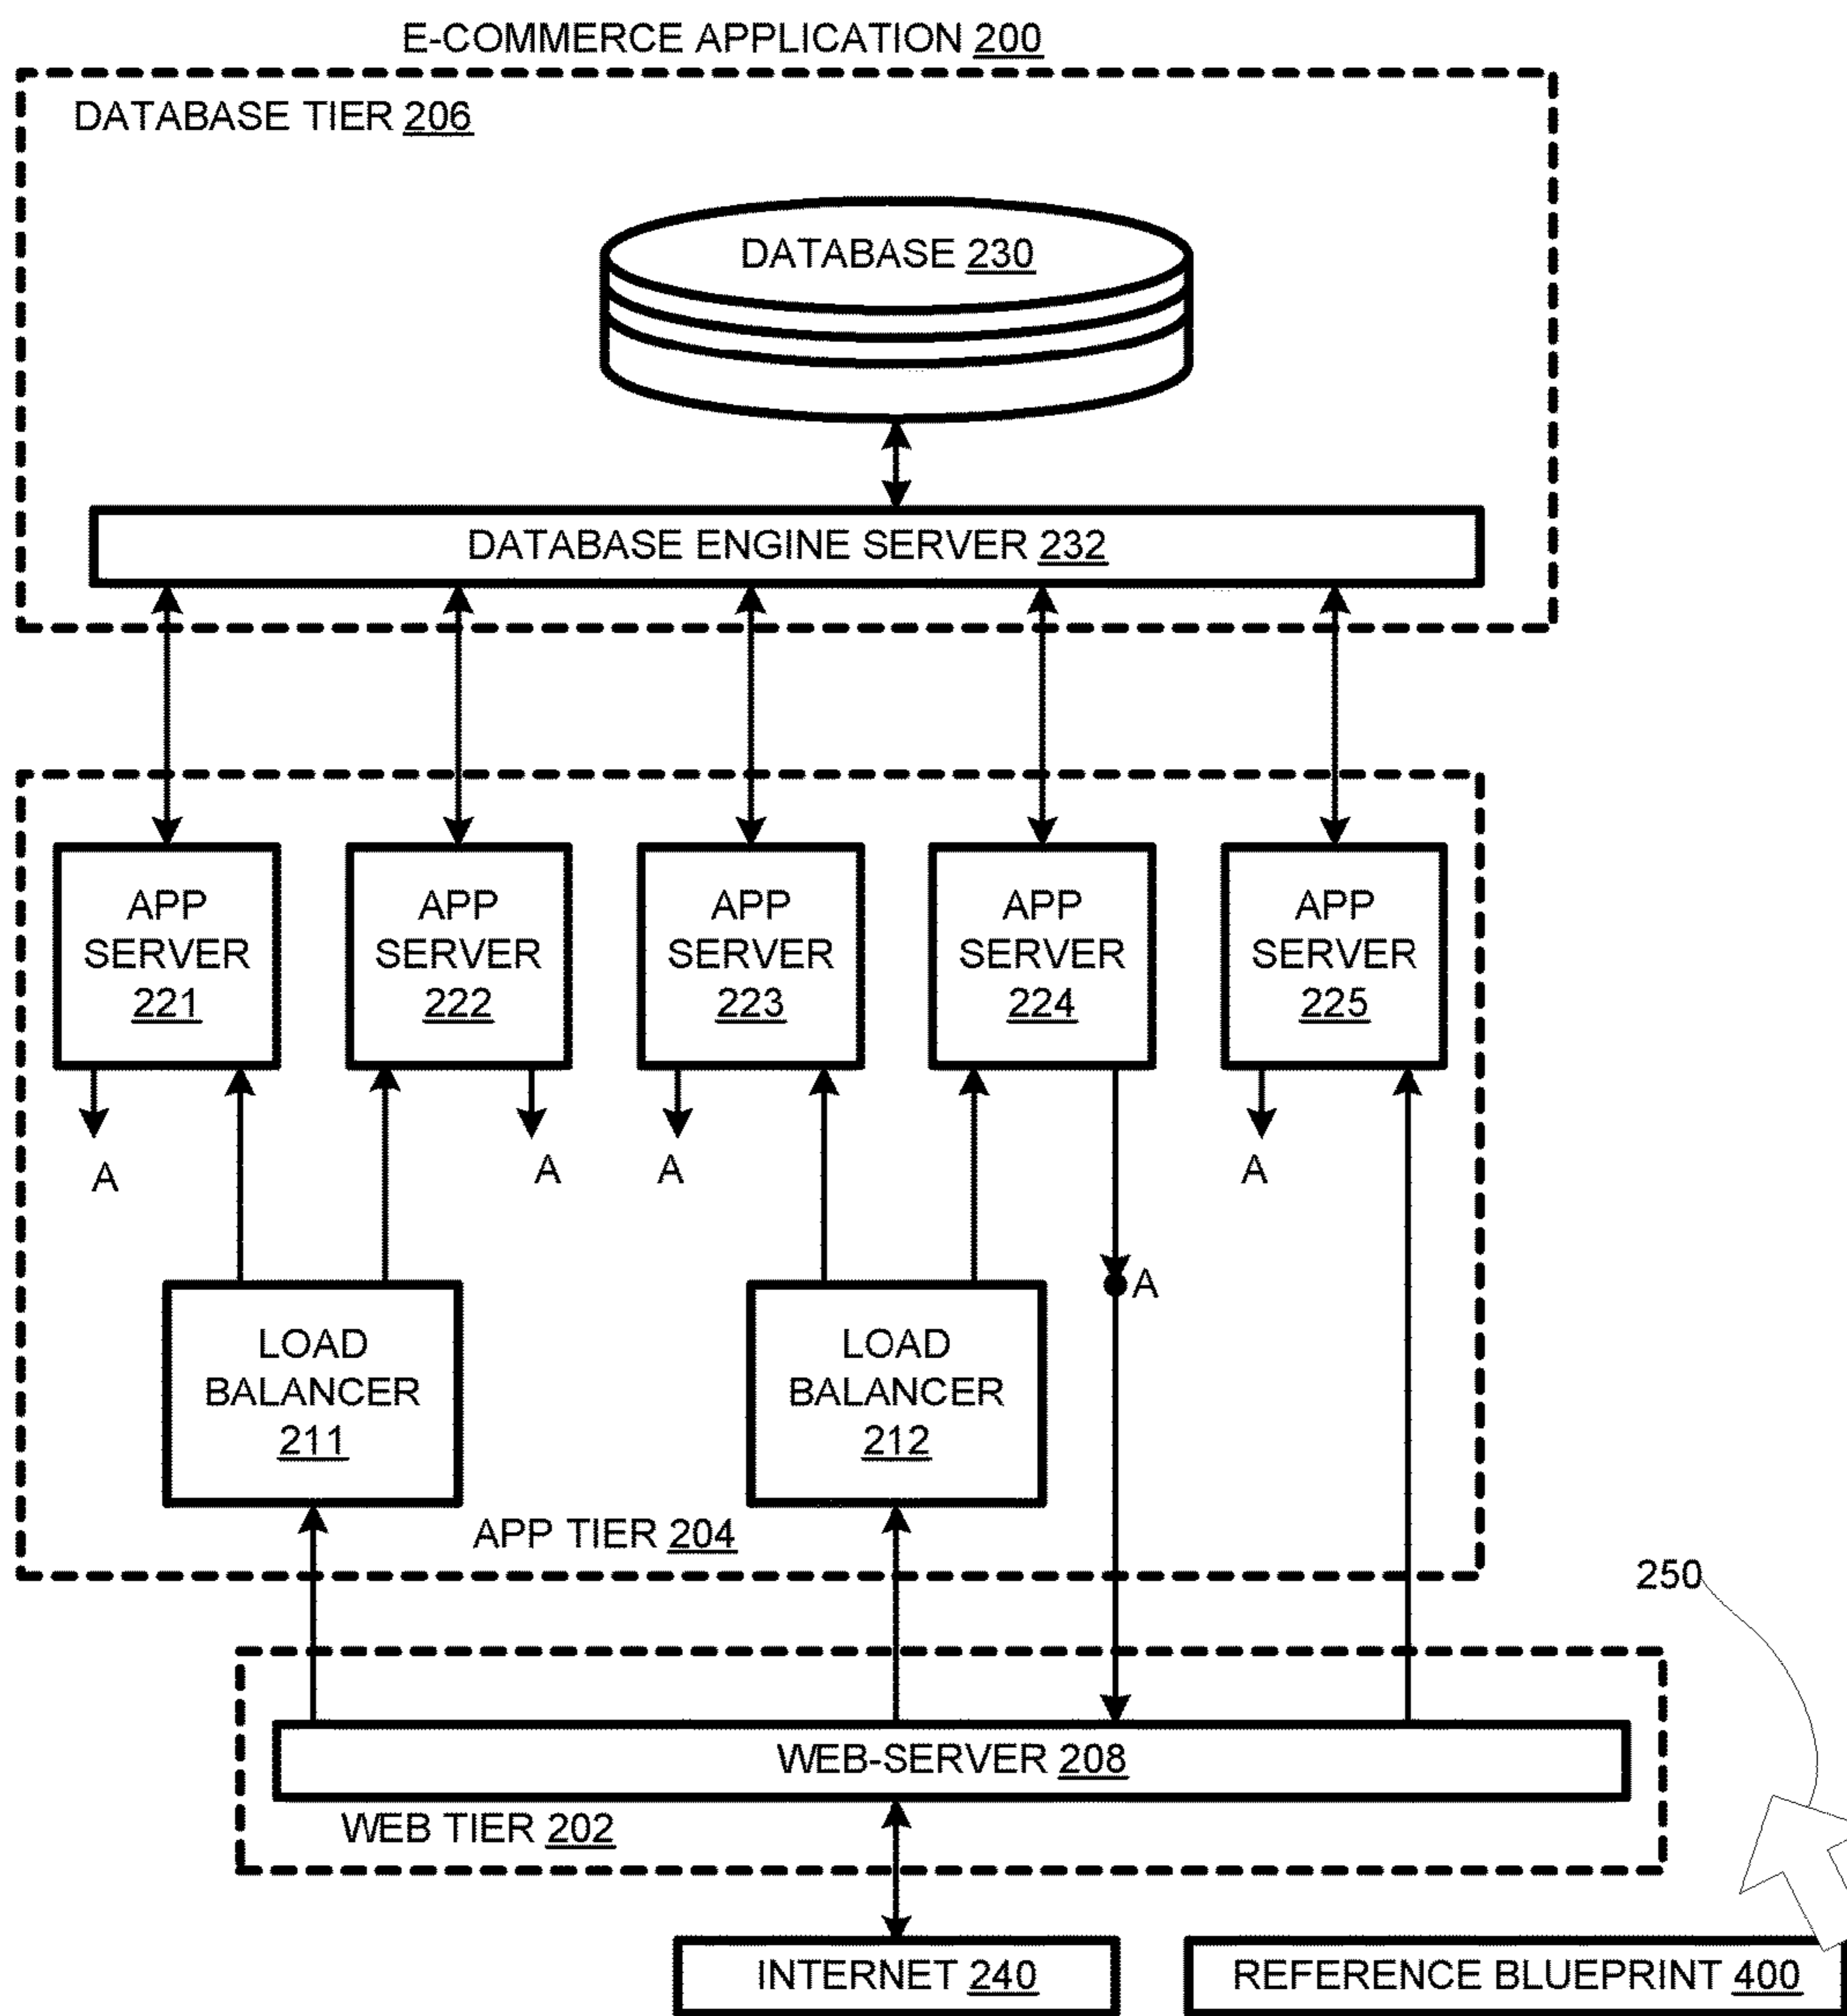 E-COMMERCE APPLICATION 200
DATABASE TIER 206
DATABASE 230
DATABASE ENGINE SERVER 232
APP
SERVER
221
APP
SERVER
222
APP
SERVER
223
APP
SERVER
224
APP
SERVER
225
A
A
A
A
A
LOAD
BALANCER
211
LOAD
BALANCER
212
APP TIER 204
250
WEB-SERVER 208
WEB TIER 202
INTERNET 240
REFERENCE BLUEPRINT 400